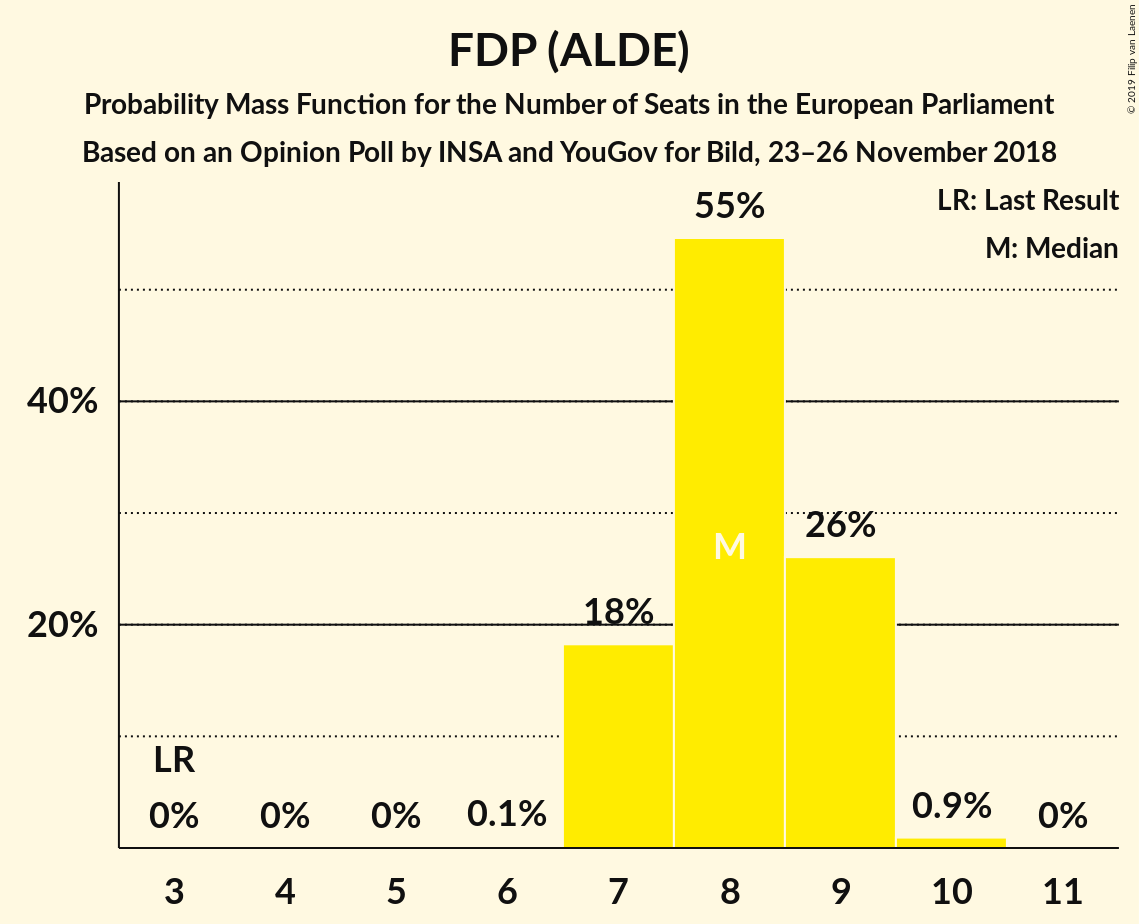 FDP (ALDE)
Probability Mass Function for the Number of Seats in the European Parliament
Based on an Opinion Poll by INSA and YouGov for Bild, 23–26 November 2018
© 2019 Filip van Laenen
LR: Last Result
M: Median
55%
40%
26%
M
20%
18%
LR
0%
0%
0%
0.1%
0.9%
0%
3
4
5
6
7
8
9
10
11